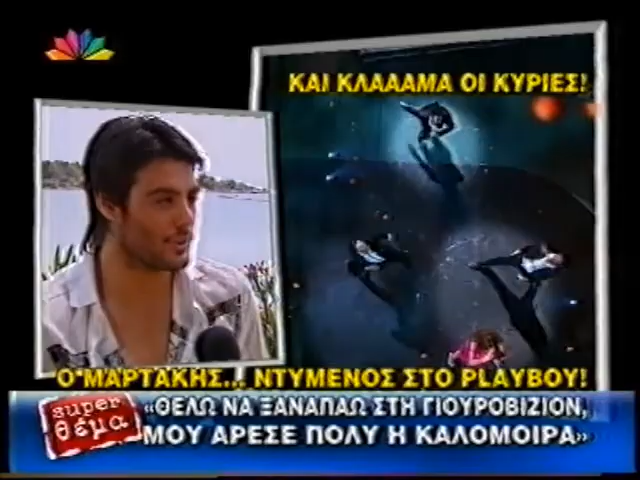 ΚΑΙ ΚΛΑΑΑΜΑ ΟΙ ΚΥΡΙΕΣ!
Ο ΜΑΡΤΑΚΗΣ... ΝΤΥΜΕΝΟΣ ΣΤΟ PLAYBOY!
super
θέμα
«ΘΕΛΩ ΝΑ ΞΑΝΑΠΑΩ ΣΤΗ ΓΙΟΥΡΟΒΙΖΙΟΝ,
ΜΟΥ ΑΡΕΣΕ ΠΟΛΥ Η ΚΑΛΟΜΟΙΡΑ»